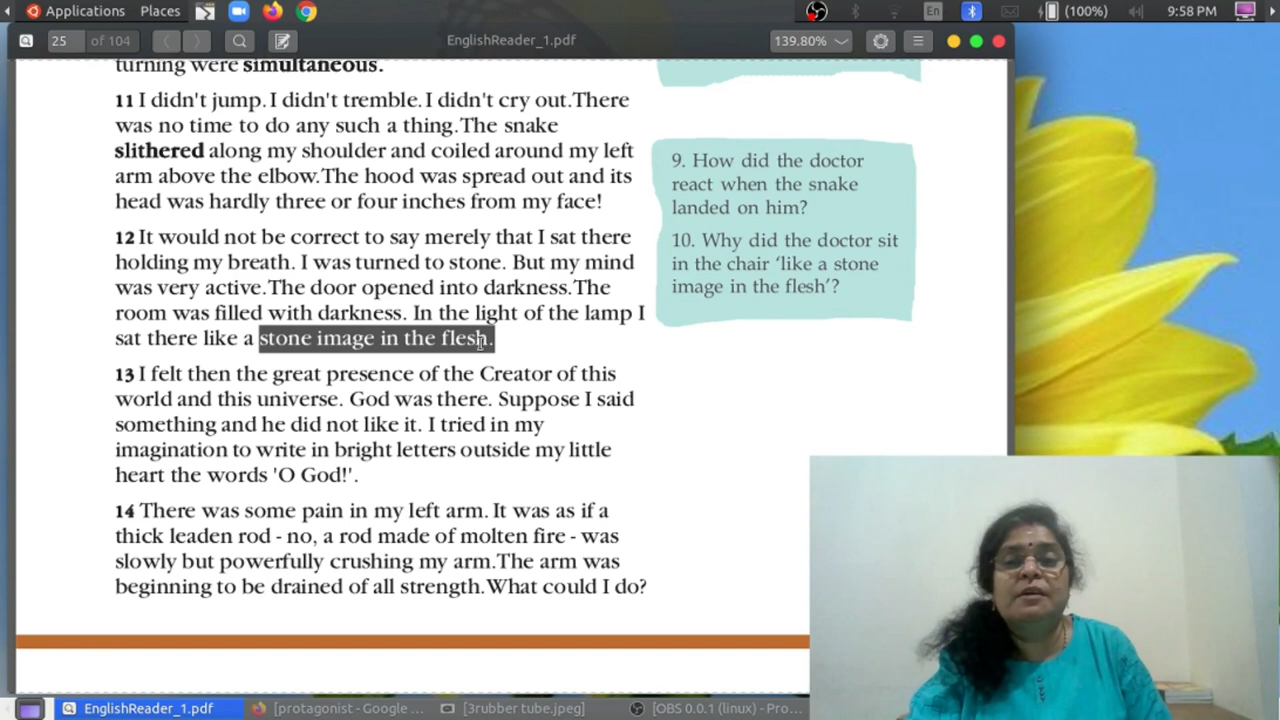 Applications Places En (100%) 9:58 PM
25 of 104 EnglishReader_1.pdf 139.80%
turning were simultaneous.
11 I didn't jump. I didn't tremble. I didn't cry out.There
was no time to do any such a thing.The snake
slithered along my shoulder and coiled around my left
arm above the elbow.The hood was spread out and its
head was hardly three or four inches from my face!
12 It would not be correct to say merely that I sat there
holding my breath. I was turned to stone. But my mind
was very active.The door opened into darkness.The
room was filled with darkness. In the light of the lamp I
sat there like a stone image in the flesh.
13 I felt then the great presence of the Creator of this
world and this universe. God was there. Suppose I said
something and he did not like it. I tried in my
imagination to write in bright letters outside my little
heart the words 'O God!'.
14 There was some pain in my left arm. It was as if a
thick leaden rod - no, a rod made of molten fire - was
slowly but powerfully crushing my arm.The arm was
beginning to be drained of all strength.What could I do?
9. How did the doctor
react when the snake
landed on him?
10. Why did the doctor sit
in the chair ‘like a stone
image in the flesh’?
EnglishReader_1.pdf [protagonist - Google ... [3rubber tube.jpeg] [OBS 0.0.1 (linux) - Pro...